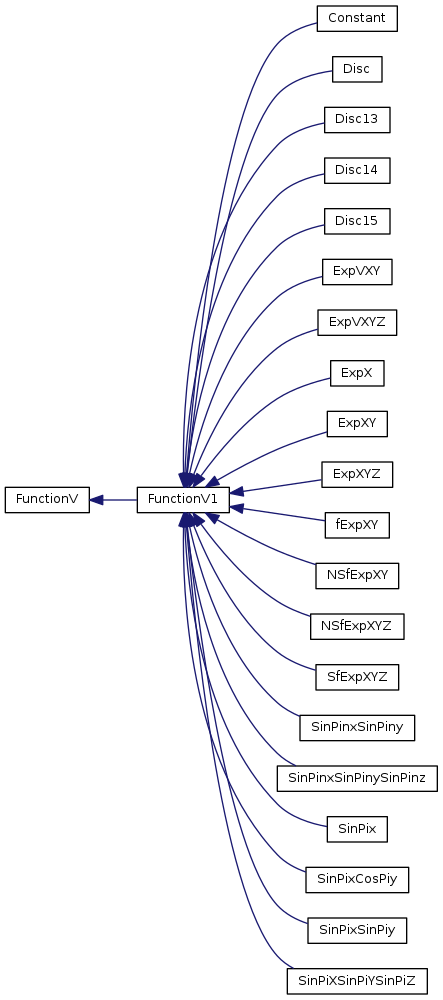 Constant
Disc
Disc13
Disc14
Disc15
ExpVXY
ExpVXYZ
ExpX
ExpXY
ExpXYZ
FunctionV
FunctionV1
fExpXY
NSfExpXY
NSfExpXYZ
SfExpXYZ
SinPinxSinPiny
SinPinxSinPinySinPinz
SinPix
SinPixCosPiy
SinPixSinPiy
SinPiXSinPiYSinPiZ